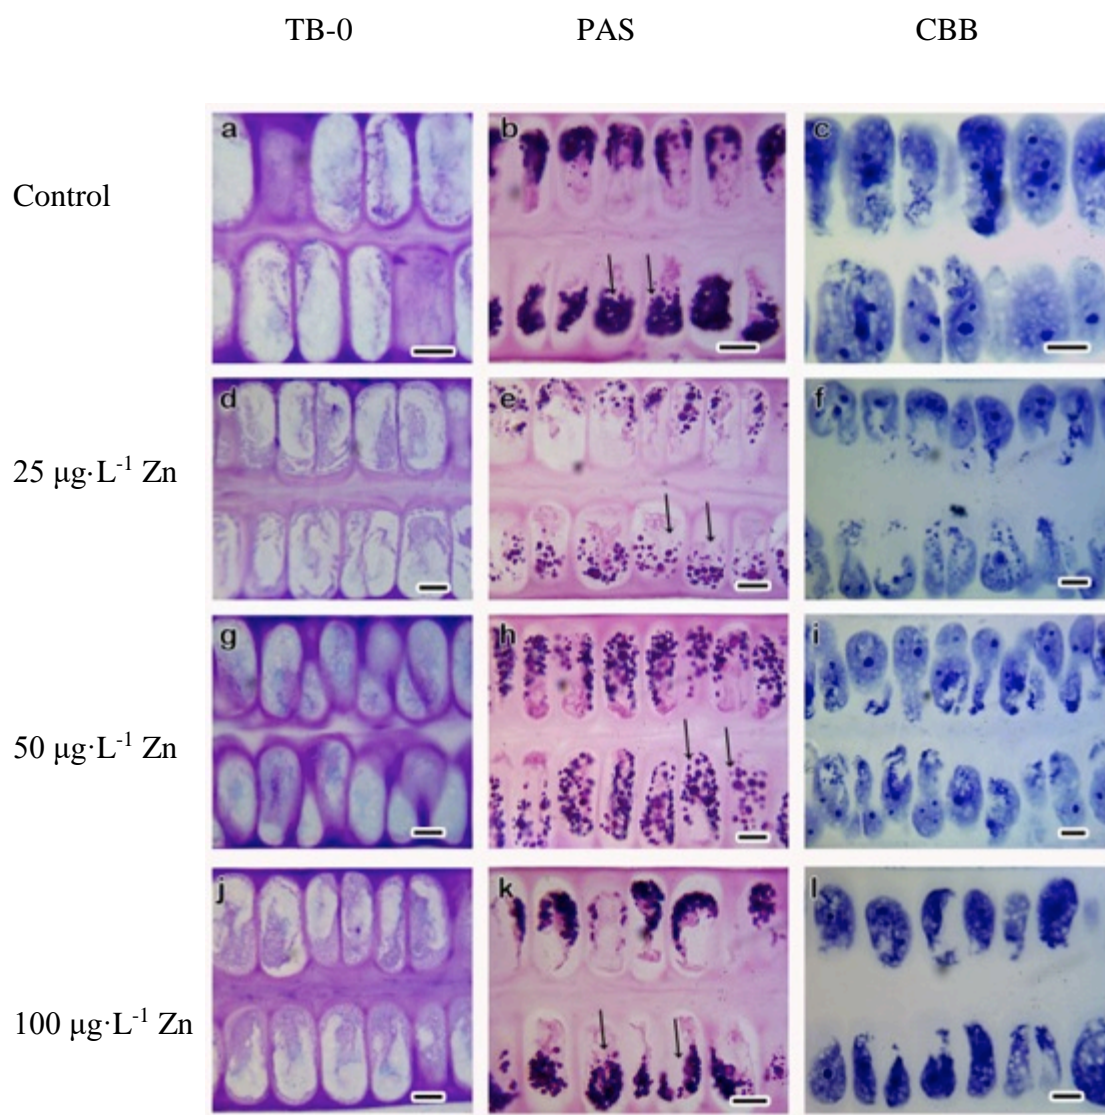 TB-0 PAS CBB
a b c
Control
d e f
25 μg·L-1 Zn
g h i
50 μg·L-1 Zn
j k l
100 μg·L-1 Zn